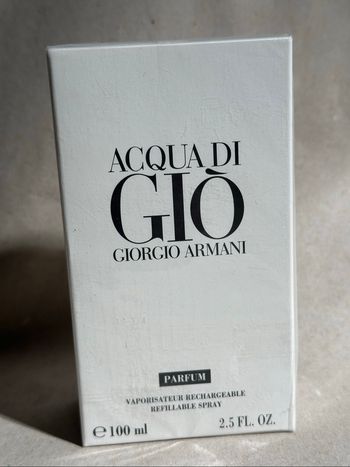 ACQUA DI
GIÒ
GIORGIO ARMANI
PARFUM
VAPORISATEUR RECHARGEABLE
REFILLABLE SPRAY
℮ 100 ml 2.5 FL. OZ.